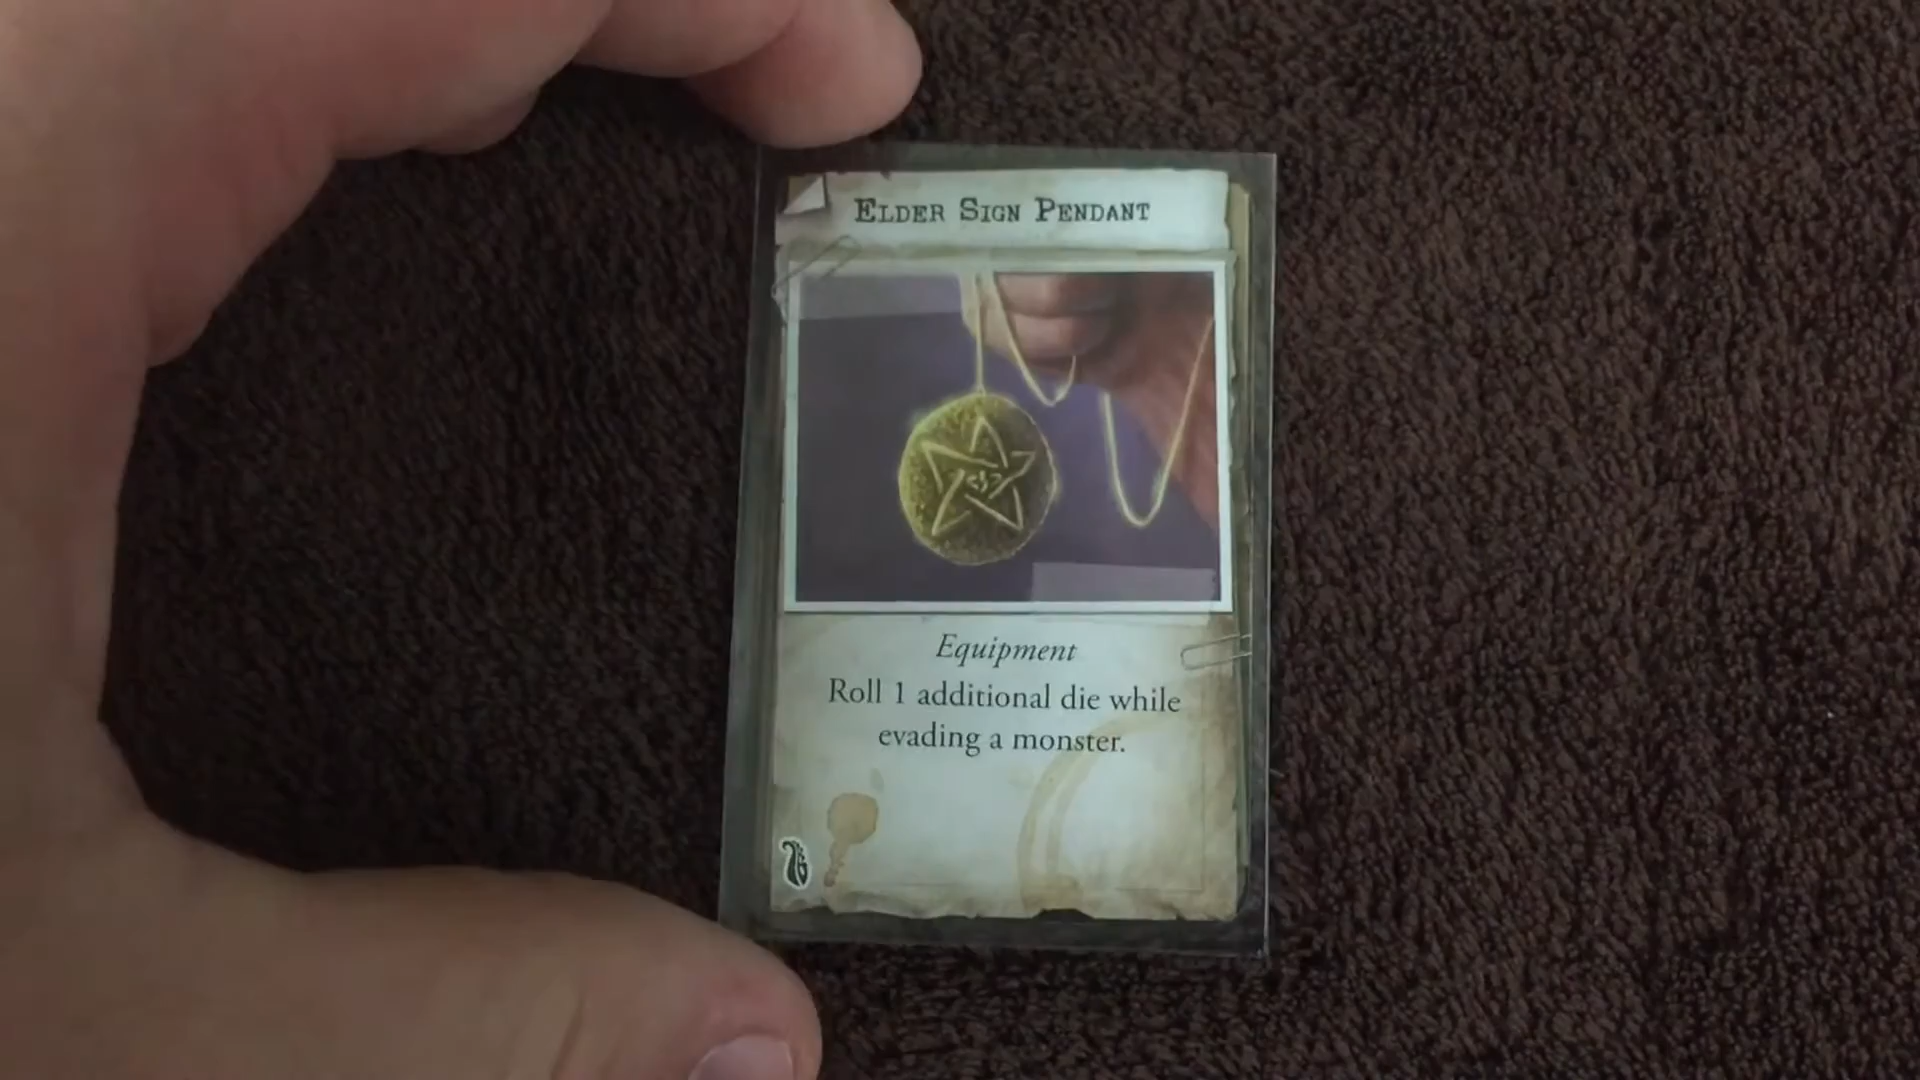 Elder Sign Pendant
Equipment
Roll 1 additional die while
evading a monster.